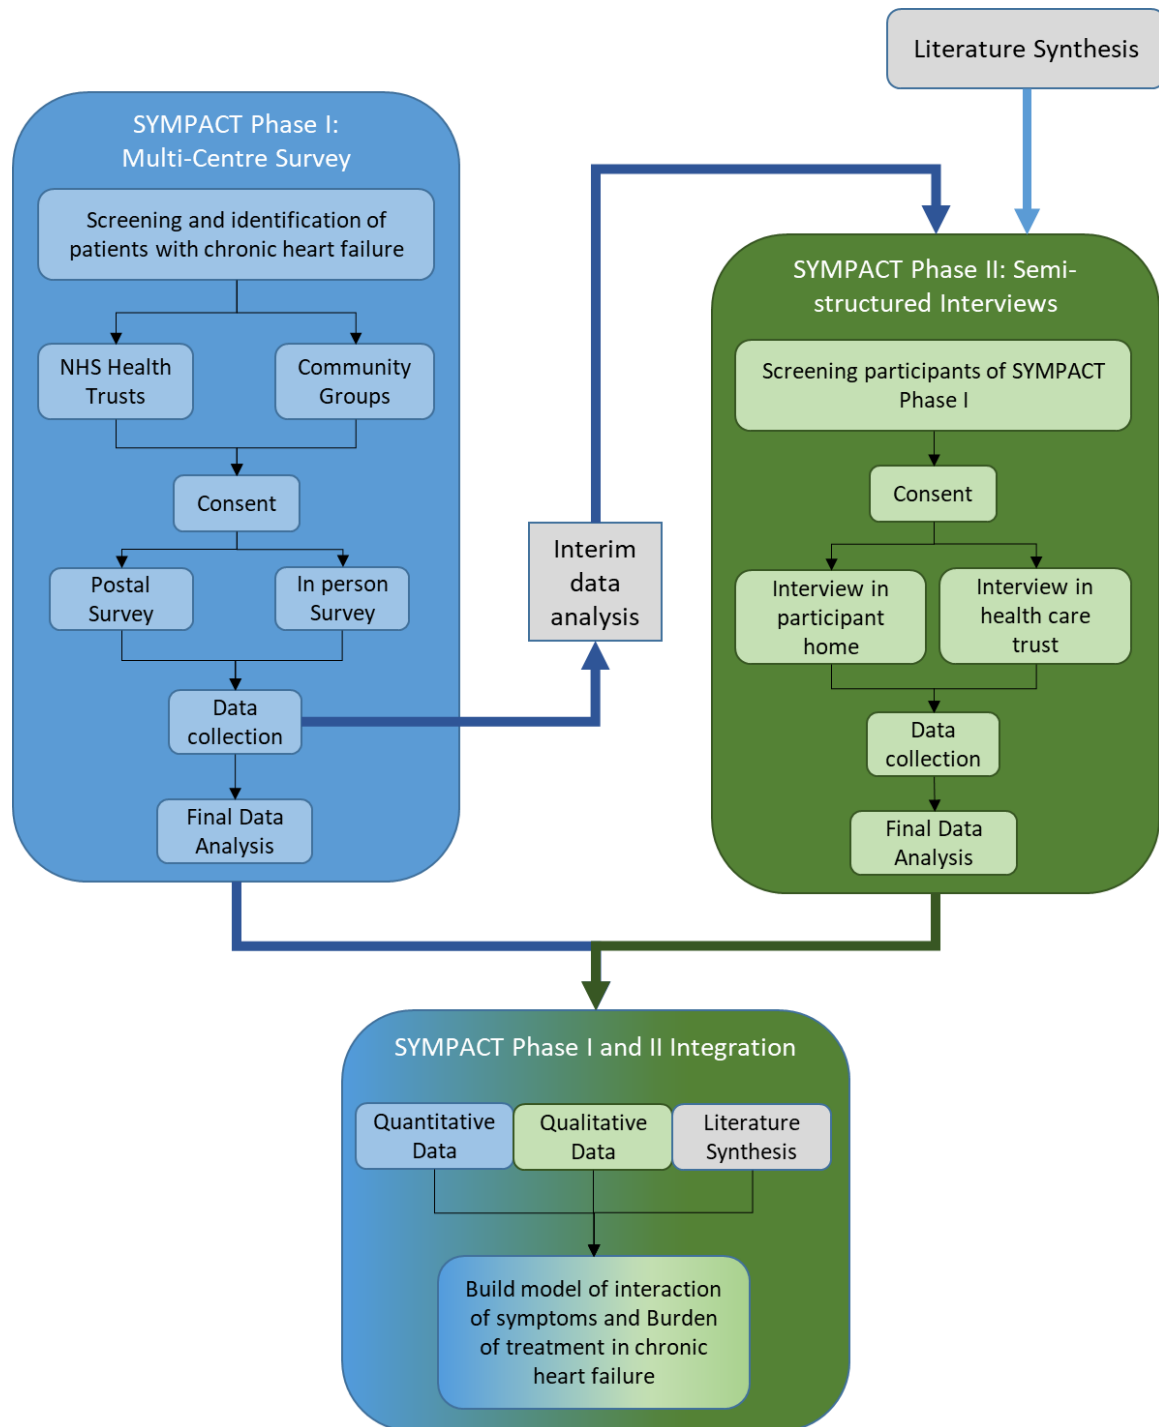 Literature Synthesis
SYMPACT Phase I:
Multi-Centre Survey
Screening and identification of
patients with chronic heart failure
NHS Health
Trusts
Community
Groups
Consent
Postal
Survey
In person
Survey
Data
collection
Final Data
Analysis
Interim
data
analysis
SYMPACT Phase II: Semi-
structured Interviews
Screening participants of SYMPACT
Phase I
Consent
Interview in
participant
home
Interview in
health care
trust
Data
collection
Final Data
Analysis
SYMPACT Phase I and II Integration
Quantitative
Data
Qualitative
Data
Literature
Synthesis
Build model of interaction
of symptoms and Burden
of treatment in chronic
heart failure